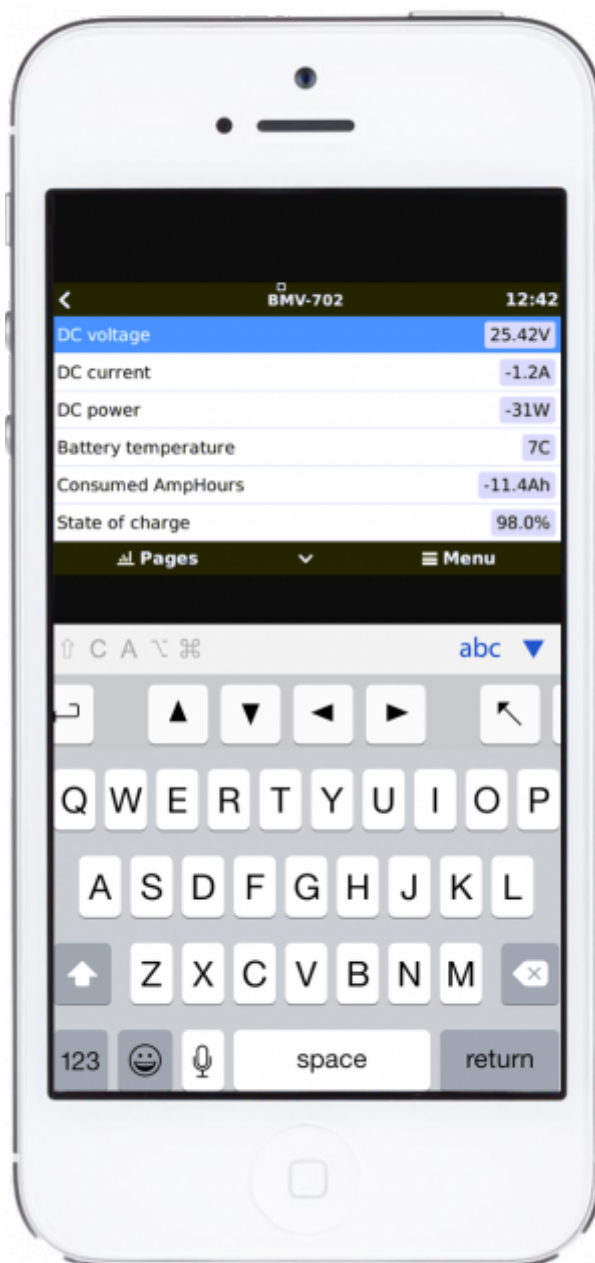 BMV-702 12:42
DC voltage 25.42V
DC current -1.2A
DC power -31W
Battery temperature 7C
Consumed AmpHours -11.4Ah
State of charge 98.0%
Pages Menu
C A abc
Q W E R T Y U I O P
A S D F G H J K L
Z X C V B N M
123 space return